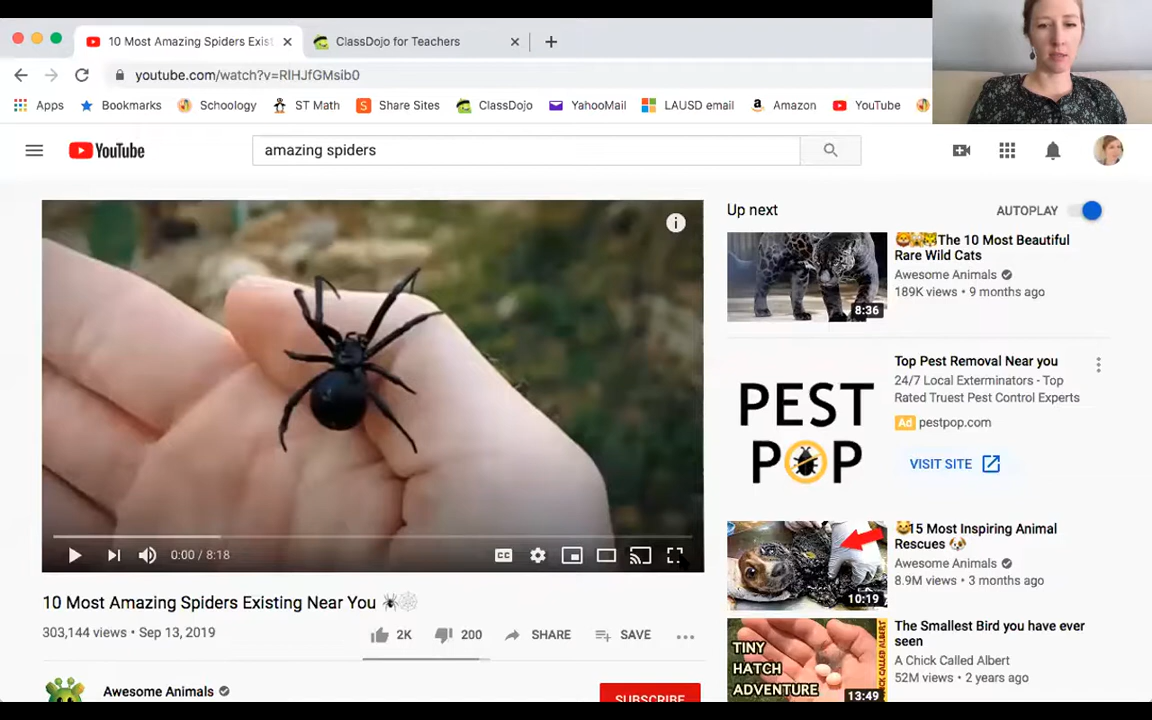 10 Most Amazing Spiders Exist
ClassDojo for Teachers
youtube.com/watch?v=RlHJfGMsib0
Apps Bookmarks Schoology ST Math Share Sites ClassDojo YahooMail LAUSD email Amazon YouTube
YouTube
amazing spiders
Up next
AUTOPLAY
The 10 Most Beautiful
Rare Wild Cats
Awesome Animals
189K views • 9 months ago
8:36
Top Pest Removal Near you
24/7 Local Exterminators - Top
Rated Truest Pest Control Experts
Ad pestpop.com
VISIT SITE
PEST
POP
15 Most Inspiring Animal
Rescues
Awesome Animals
8.9M views • 3 months ago
10:19
The Smallest Bird you have ever
seen
A Chick Called Albert
52M views • 2 years ago
TINY
HATCH
ADVENTURE
A CHICK CALLED ALBERT
13:49
CC
0:00 / 8:18
10 Most Amazing Spiders Existing Near You
303,144 views • Sep 13, 2019
2K 200 SHARE SAVE
Awesome Animals
SUBSCRIBE